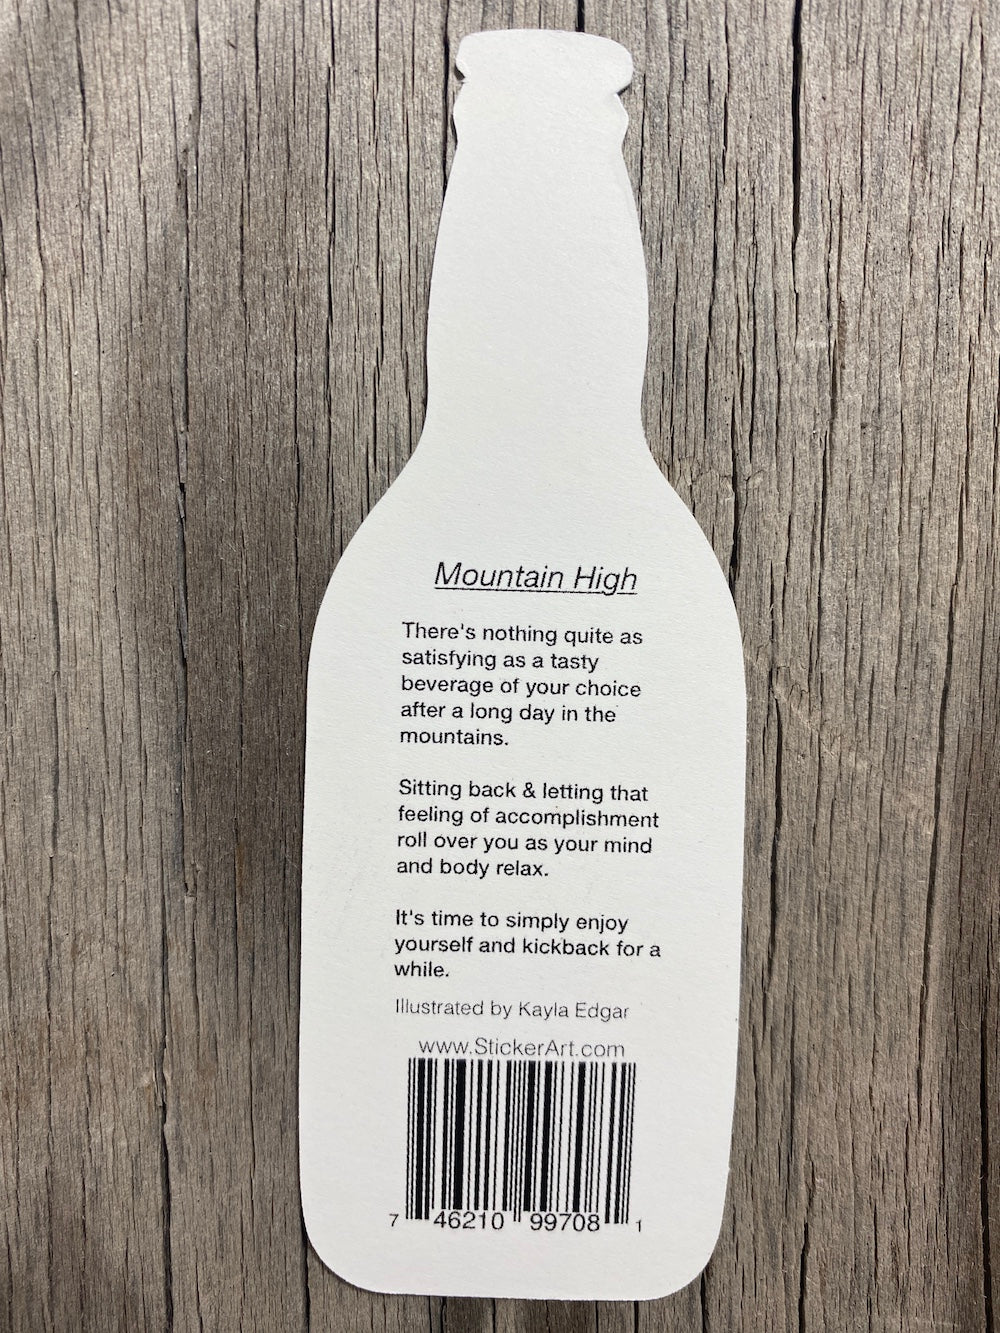 Mountain High
There's nothing quite as
satisfying as a tasty
beverage of your choice
after a long day in the
mountains.
Sitting back & letting that
feeling of accomplishment
roll over you as your mind
and body relax.
It's time to simply enjoy
yourself and kickback for a
while.
Illustrated by Kayla Edgar
www.StickerArt.com
7 46210 99708 1